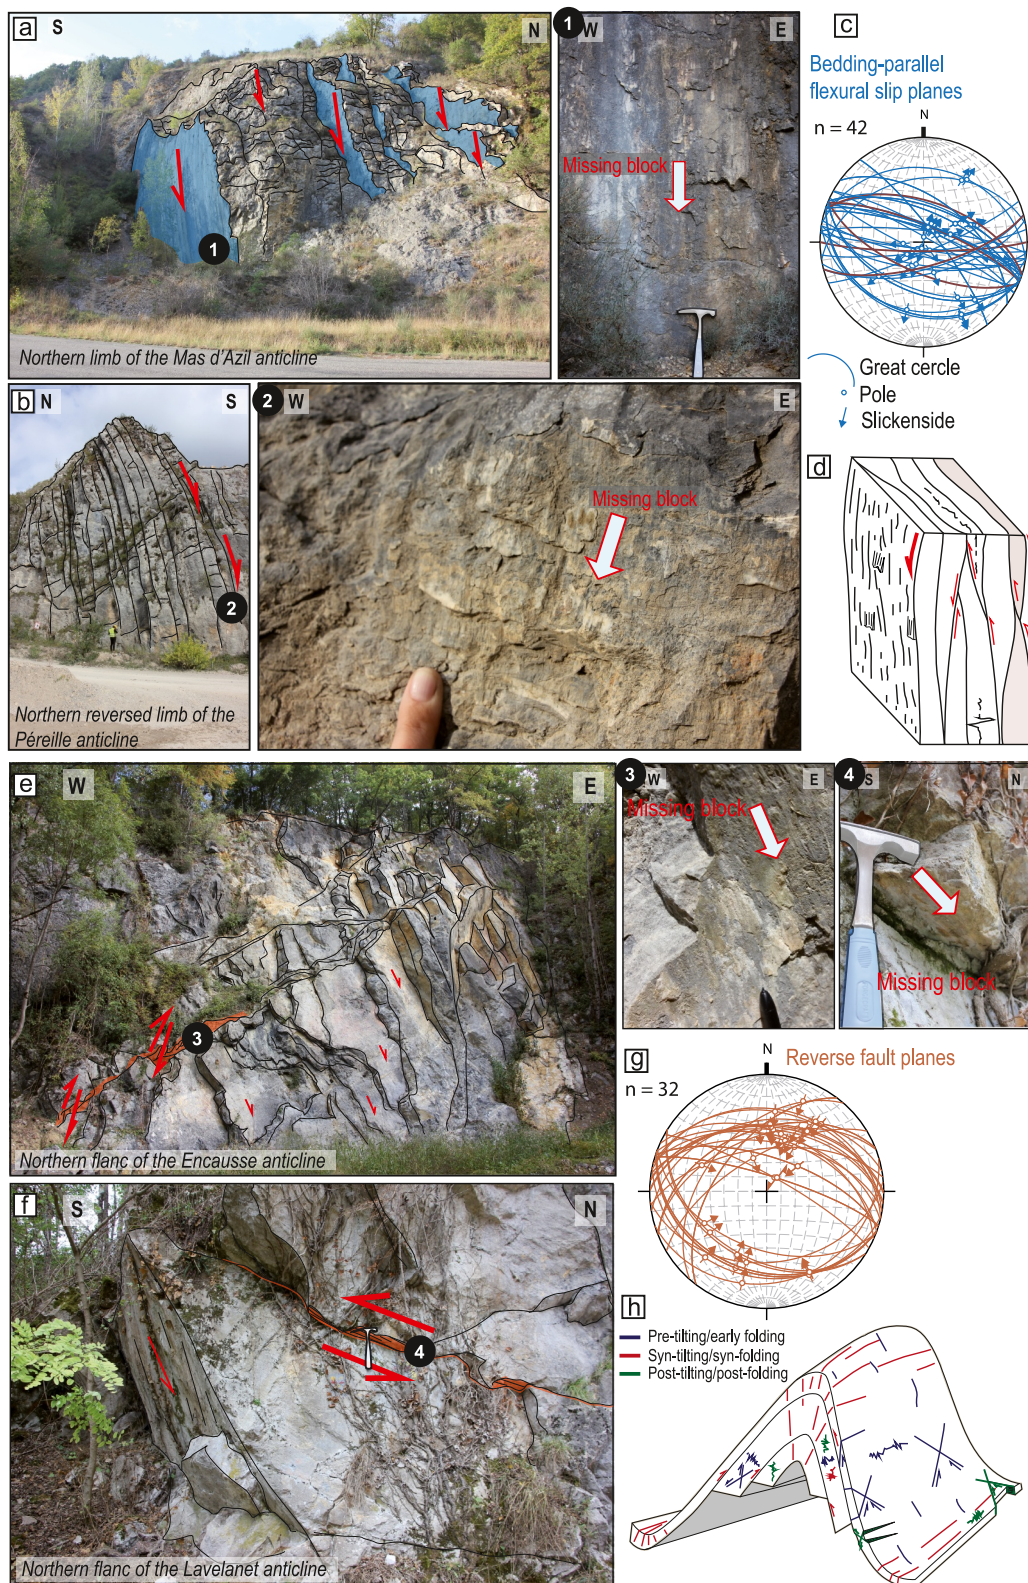 a
S
N
1
Northern limb of the Mas d'Azil anticline
1
W
E
Missing block
c
Bedding-parallel
flexural slip planes
n = 42
N
Great cercle
Pole
Slickenside
b
N
S
2
Northern reversed limb of the
Péreille anticline
2
W
E
Missing block
d
e
W
E
3
Northern flanc of the Encausse anticline
3
W
E
Missing block
4
S
N
Missing block
f
S
N
4
Northern flanc of the Lavelanet anticline
g
Reverse fault planes
n = 32
N
h
Pre-tilting/early folding
Syn-tilting/syn-folding
Post-tilting/post-folding